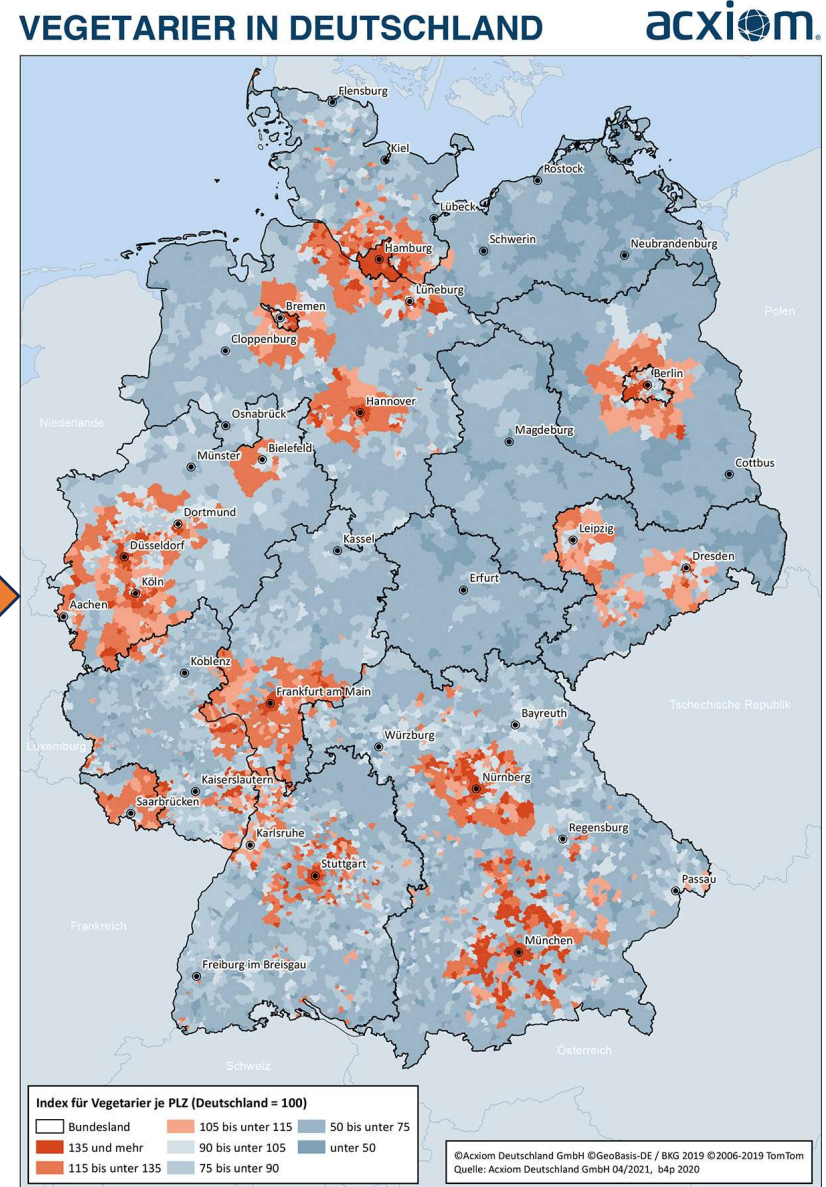 VEGETARIER IN DEUTSCHLAND
acxiom®
Flensburg
Kiel
Rostock
Lübeck
Schwerin
Neubrandenburg
Hamburg
Lüneburg
Bremen
Polen
Cloppenburg
Berlin
Hannover
Osnabrück
Niederlande
Magdeburg
Bielefeld
Münster
Cottbus
Dortmund
Leipzig
Düsseldorf
Kassel
Dresden
Köln
Erfurt
Aachen
Koblenz
Frankfurt am Main
Tschechische Republik
Bayreuth
Würzburg
Luxemburg
Kaiserslautern
Nürnberg
Saarbrücken
Karlsruhe
Regensburg
Stuttgart
Passau
Frankreich
München
Freiburg im Breisgau
Österreich
Schweiz
Index für Vegetarier je PLZ (Deutschland = 100)
Bundesland
105 bis unter 115
50 bis unter 75
135 und mehr
90 bis unter 105
unter 50
115 bis unter 135
75 bis unter 90
©Acxiom Deutschland GmbH ©GeoBasis-DE / BKG 2019 ©2006-2019 TomTom
Quelle: Acxiom Deutschland GmbH 04/2021, b4p 2020